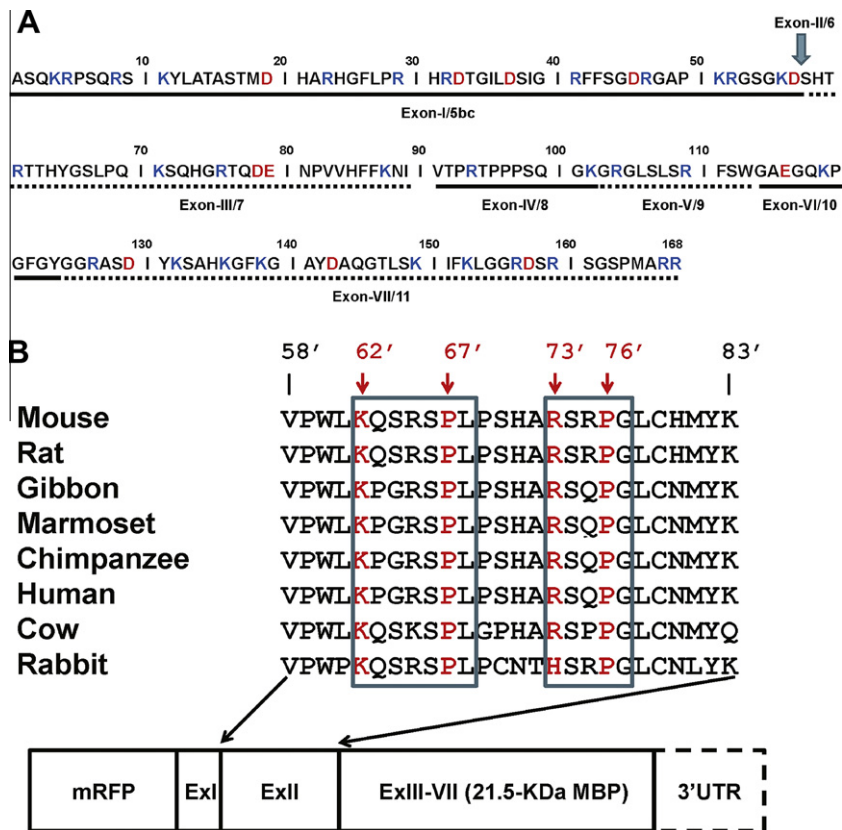 A
Exon-II/6
10 20 30 40 50
ASQKRPSQRS I KYLATASTMD I HARHGFLPR I HRDTGILDSIG I RFFSGDRGAP I KRGSGKDSHT
Exon-I/5bc
70 80 90 100 110
RTTHYGSLPQ I KSQHGRTQDE I NPVVHFFKNI I VTPRTPPPSQ I GKGRGLSLSR I FSWGAEGQKP
Exon-III/7 Exon-IV/8 Exon-V/9 Exon-VI/10
130 140 150 160 168
GFGYGGRASD I YKSAHKGFKG I AYDAQGTLSK I IFKLGGRDSR I SGSPMARR
Exon-VII/11
B
58′ 62′ 67′ 73′ 76′ 83′
Mouse VPWLKQSRSPLPSHARSRPGLCHMYK
Rat VPWLKQSRSPLPSHARSRPGLCHMYK
Gibbon VPWLKPGRSPLPSHARSQPGLCNMYK
Marmoset VPWLKPGRSPLPSHARSQPGLCNMYK
Chimpanzee VPWLKPGRSPLPSHARSQPGLCNMYK
Human VPWLKPGRSPLPSHARSQPGLCNMYK
Cow VPWLKQSKSPLGPHARSPPGLCNMYQ
Rabbit VPWPKQSRSPLPCNTHSRPGLCNLYK
mRFP ExI ExII ExIII-VII (21.5-KDa MBP) 3′UTR